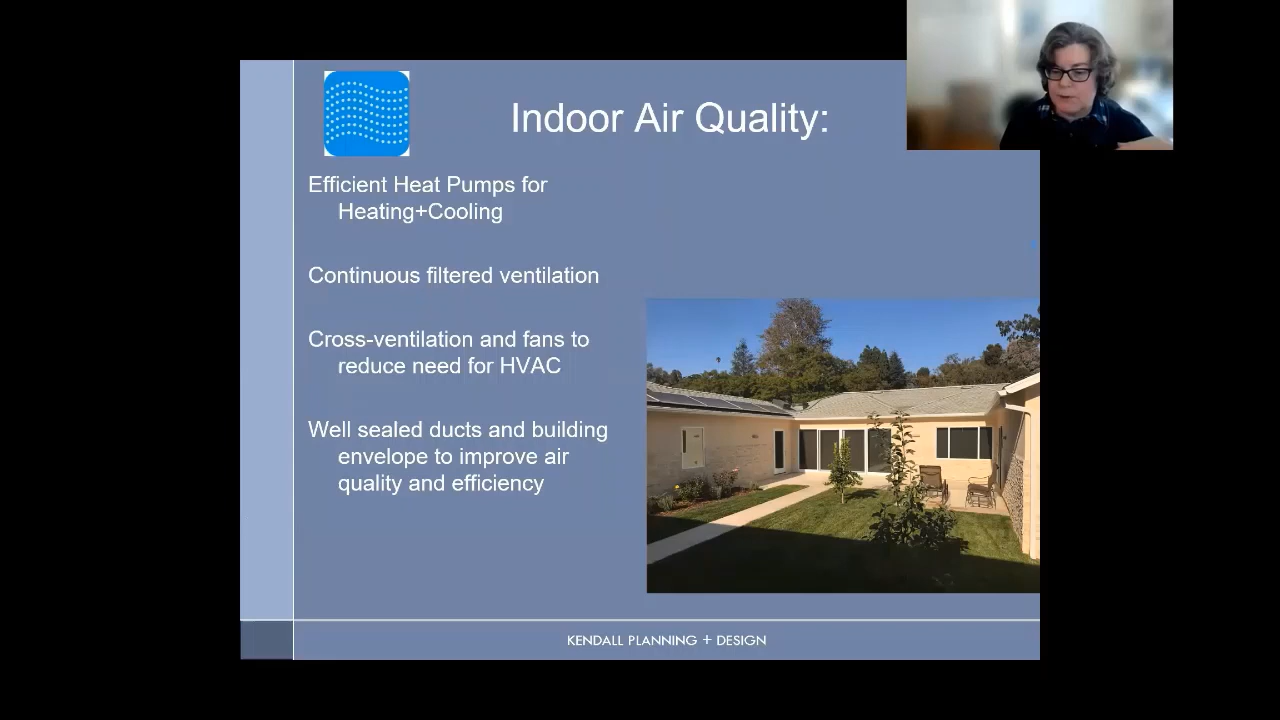 Indoor Air Quality:
Efficient Heat Pumps for
Heating+Cooling
Continuous filtered ventilation
Cross-ventilation and fans to
reduce need for HVAC
Well sealed ducts and building
envelope to improve air
quality and efficiency
KENDALL PLANNING + DESIGN